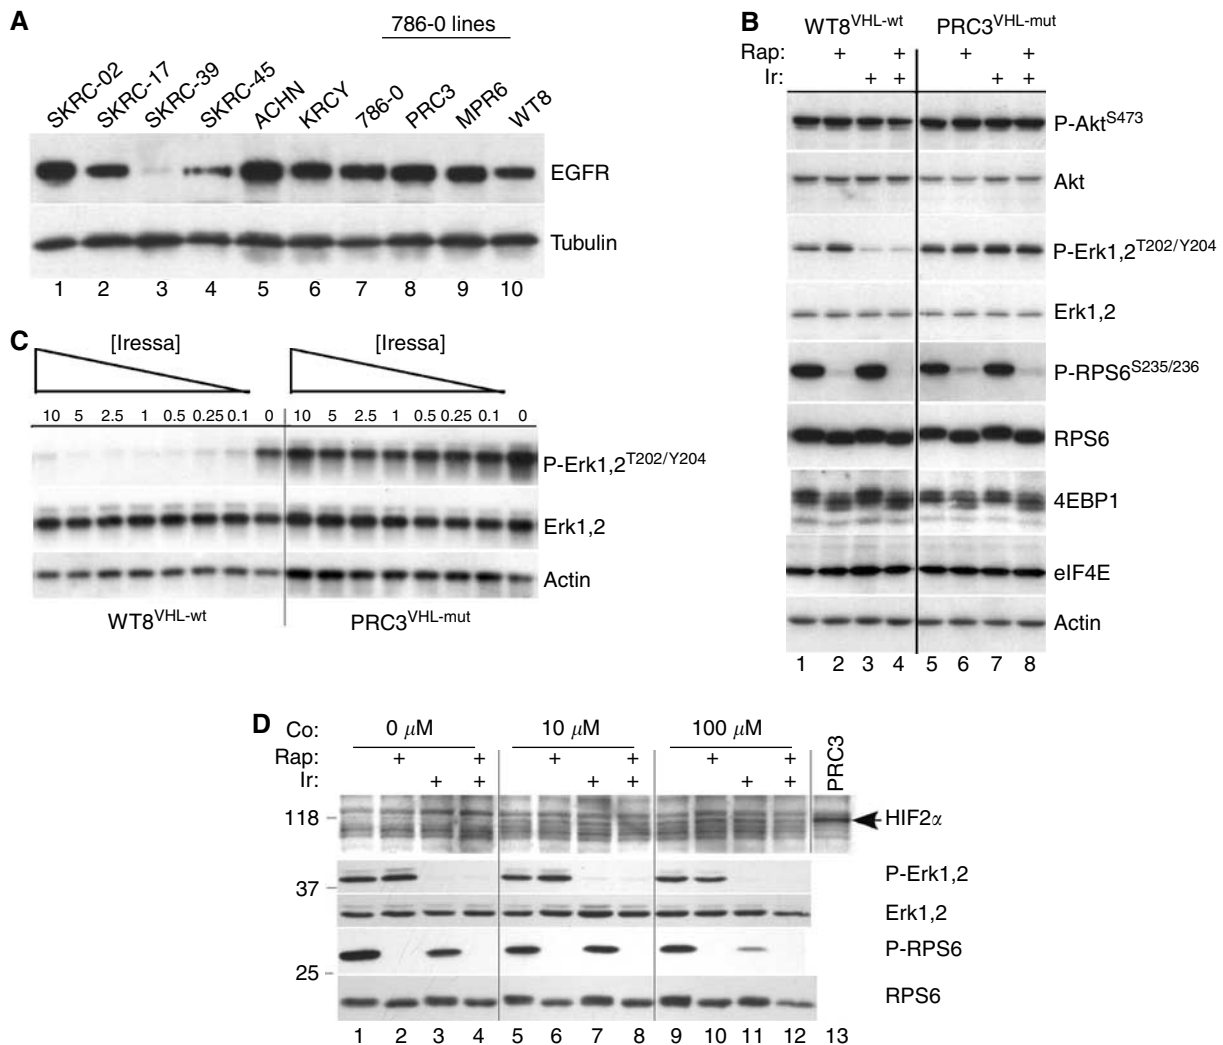 A
786-0 lines
SKRC-02 SKRC-17 SKRC-39 SKRC-45 ACHN KRCY 786-0 PRC3 MPR6 WT8
EGFR
Tubulin
1 2 3 4 5 6 7 8 9 10
B
WT8VHL-wt PRC3VHL-mut
Rap: + + + +
Ir: + + + +
P-AktS473
Akt
P-Erk1,2T202/Y204
Erk1,2
P-RPS6S235/236
RPS6
4EBP1
eIF4E
Actin
1 2 3 4 5 6 7 8
C
[Iressa] [Iressa]
10 5 2.5 1 0.5 0.25 0.1 0 10 5 2.5 1 0.5 0.25 0.1 0
P-Erk1,2T202/Y204
Erk1,2
Actin
WT8VHL-wt PRC3VHL-mut
D
Co: 0 μM 10 μM 100 μM
Rap: + + + + + +
Ir: + + + + + +
PRC3
118 HIF2α
P-Erk1,2
37
Erk1,2
P-RPS6
25
RPS6
1 2 3 4 5 6 7 8 9 10 11 12 13